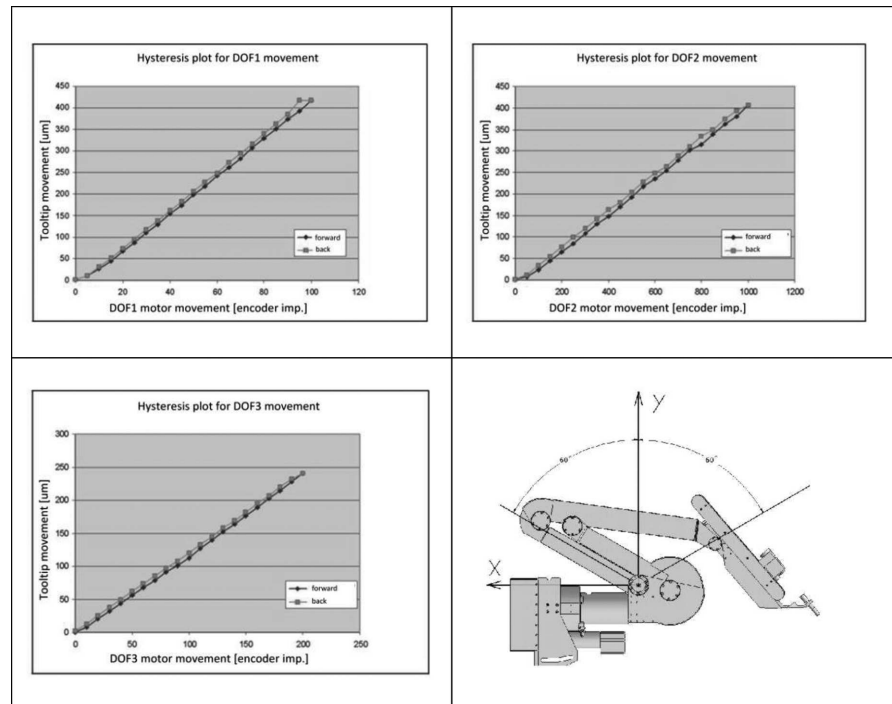 Hysteresis plot for DOF1 movement
Tooltip movement [um]
450
400
350
300
250
200
150
100
50
0
0 20 40 60 80 100 120
forward
back
DOF1 motor movement [encoder imp.]
Hysteresis plot for DOF2 movement
Tooltip movement [um]
450
400
350
300
250
200
150
100
50
0
0 200 400 600 800 1000 1200
forward
back
DOF2 motor movement [encoder imp.]
Hysteresis plot for DOF3 movement
Tooltip movement [um]
300
250
200
150
100
50
0
0 50 100 150 200 250
forward
back
DOF3 motor movement [encoder imp.]
y
60° 60°
X